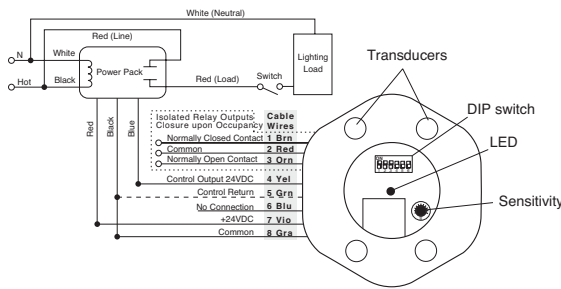 White (Neutral)
Red (Line)
N
White
Hot
Black
Power Pack
Red (Load)
Switch
Lighting
Load
Red
Black
Blue
Isolated Relay Outputs
Closure upon Occupancy
Cable
Wires
Normally Closed Contact 1 Brn
Common 2 Red
Normally Open Contact 3 Orn
Control Output 24VDC 4 Yel
Control Return 5 Grn
No Connection 6 Blu
+24VDC 7 Vio
Common 8 Gra
Transducers
DIP switch
LED
Sensitivity